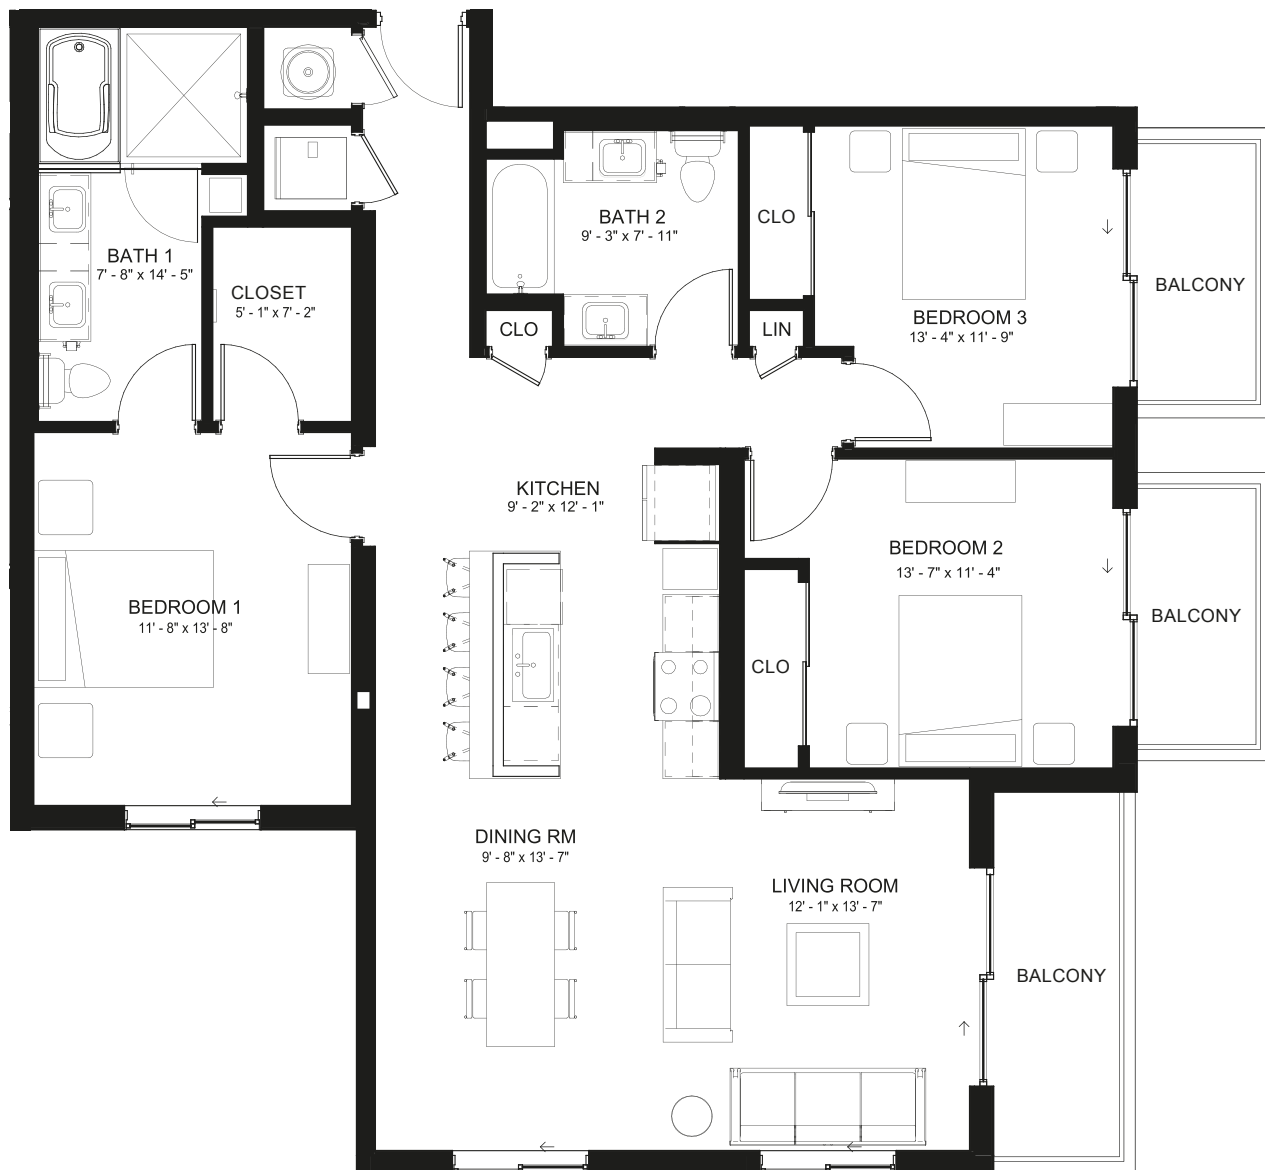 BATH 2
9' - 3" x 7' - 11"
CLO
BATH 1
7' - 8" x 14' - 5"
CLOSET
5' - 1" x 7' - 2"
BALCONY
BEDROOM 3
13' - 4" x 11' - 9"
CLO
LIN
KITCHEN
9' - 2" x 12' - 1"
BEDROOM 2
13' - 7" x 11' - 4"
BEDROOM 1
11' - 8" x 13' - 8"
BALCONY
CLO
DINING RM
9' - 8" x 13' - 7"
LIVING ROOM
12' - 1" x 13' - 7"
BALCONY